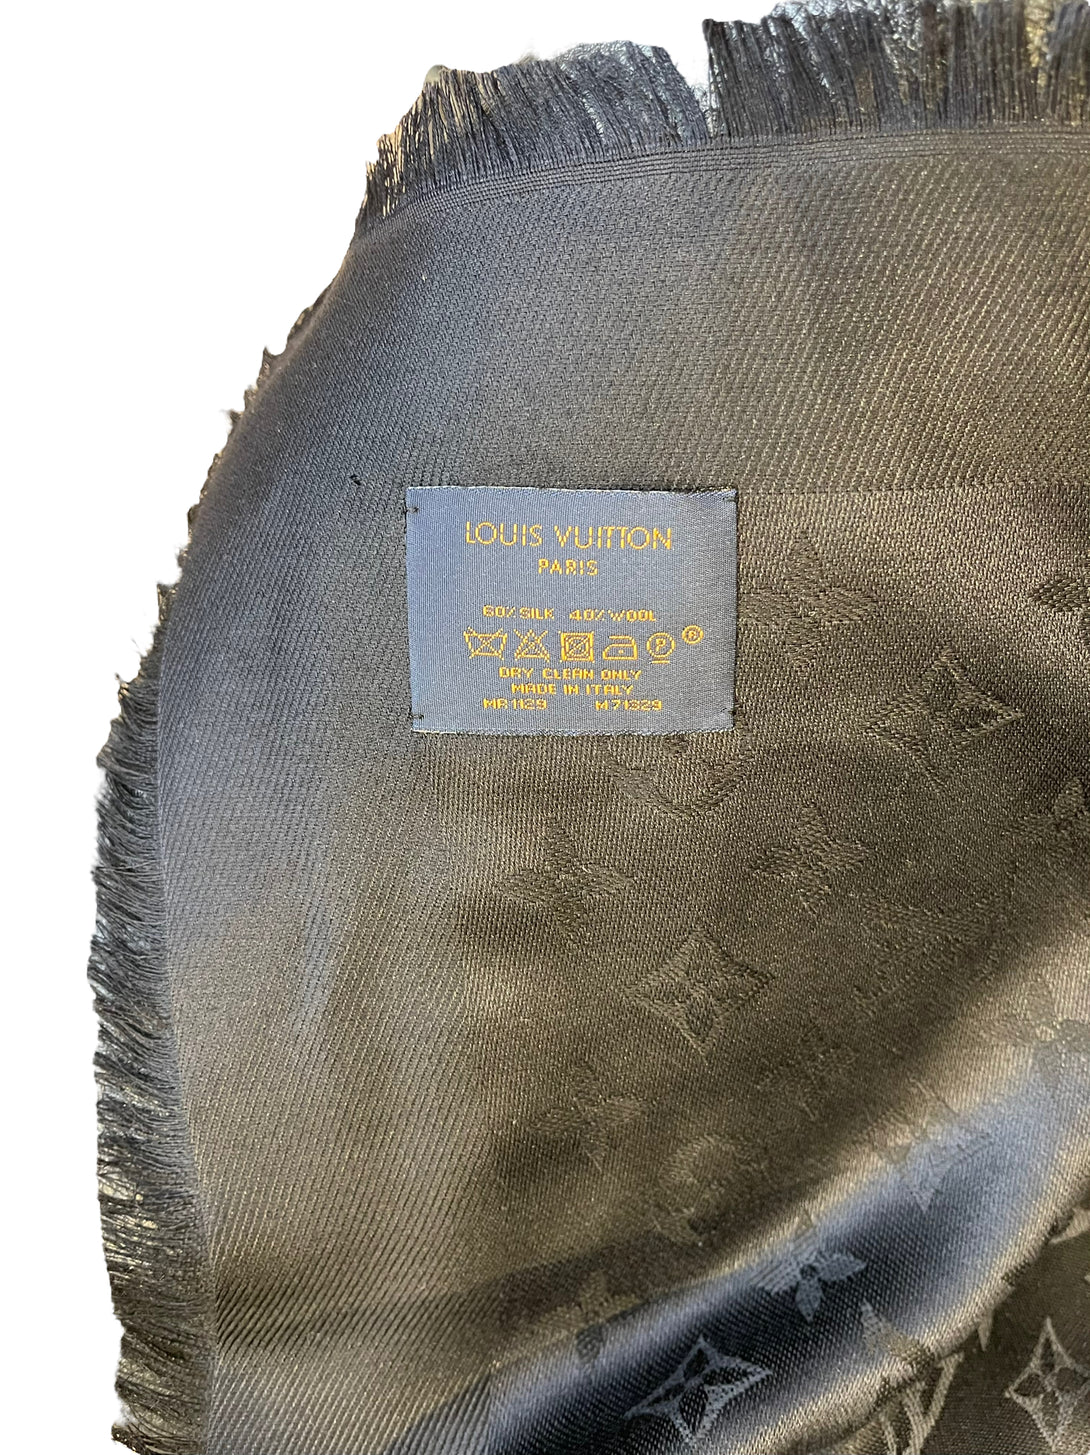 LOUIS VUITTON
PARIS
60% SILK 40% WOOL
P ®
DRY CLEAN ONLY
MADE IN ITALY
MR1129 M71329